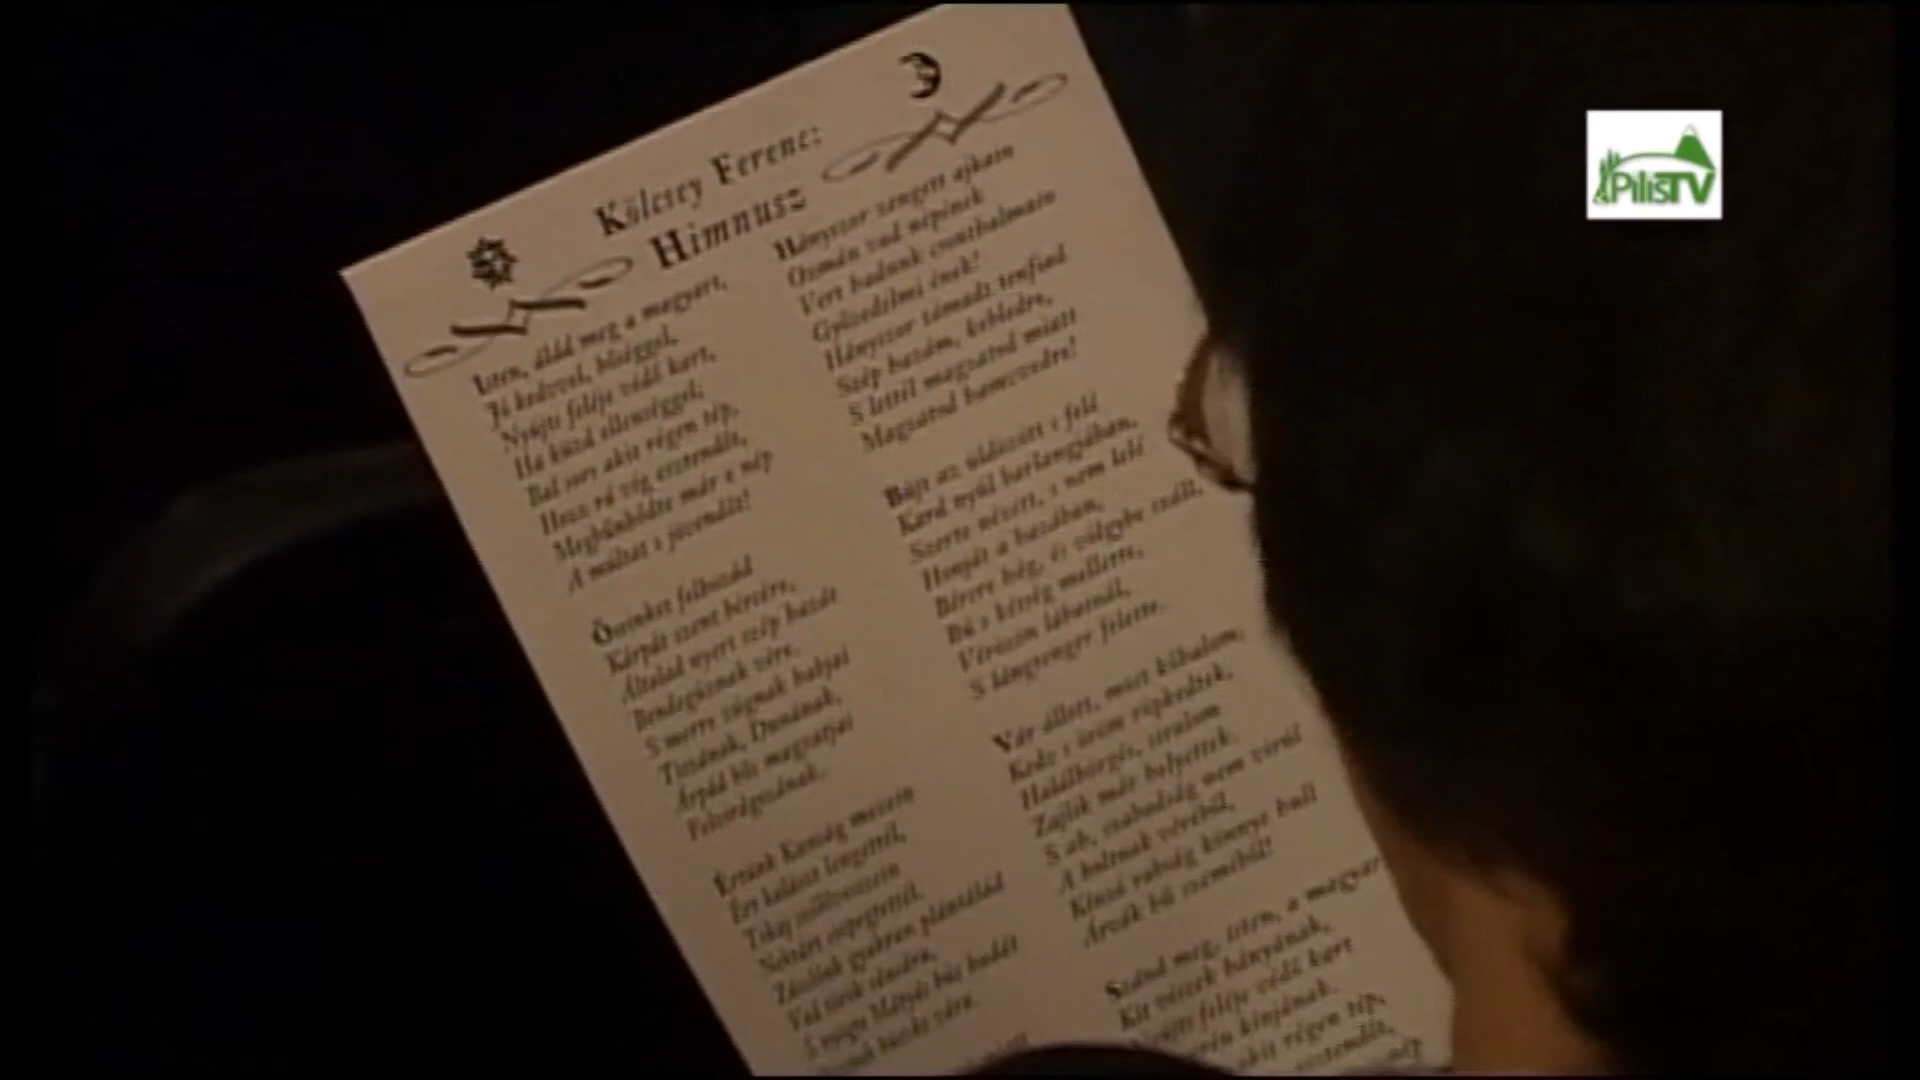 Kölcsey Ferenc:
Himnusz
Isten, áldd meg a magyart,
Jó kedvvel, bőséggel,
Nyújts feléje védő kart,
Ha küzd ellenséggel;
Bal sors akit régen tép,
Hozz rá víg esztendőt,
Megbűnhődte már e nép
A múltat s jövendőt!
Őseinket felhozád
Kárpát szent bércére,
Általad nyert szép hazát
Bendegúznak vére.
S merre zúgnak habjai
Tiszának, Dunának,
Árpád hős magzatjai
Felvirágozának.
Értünk Kunság mezein
Ért kalászt lengettél,
Tokaj szőlővesszein
Nektárt csepegtettél.
Zászlónk gyakran plántálád
Vad török sáncára,
S nyögte Mátyás bús hadát
büszke vára.
Hányszor zengett ajkain
Ozmán vad népének
Vert hadunk csonthalmain
Győzedelmi ének!
Hányszor támadt tenfiad
Szép hazám, kebledre,
S lettél magzatod miatt
Magzatod hamvvedre!
Bújt az üldözött s felé
Kard nyúl barlangjában,
Szerte nézett, s nem lelé
Honját a hazában,
Bércre hág, és völgybe száll,
Bú s kétség mellette,
Vérözön lábainál,
S lángtenger felette.
Vár állott, most kőhalom,
Kedv s öröm röpkedtek,
Halálhörgés, siralom
Zajlik már helyettek.
S ah, szabadság nem virúl
A holtnak véréből,
Kínzó rabság könnye hull
Árvák hő szeméből!
Szánd meg, isten, a magyart
Kit vészek hányának,
Nyújts feléje védő kart
kínjának.
akit régen tép,
esztendőt,
nép
PilisTV